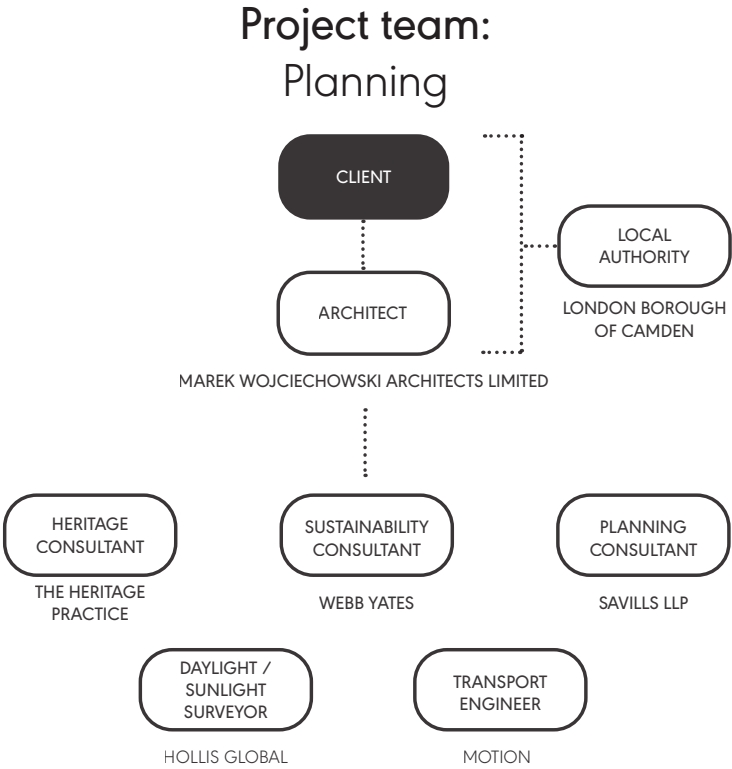 Project team:
Planning
CLIENT
LOCAL
AUTHORITY
LONDON BOROUGH
OF CAMDEN
ARCHITECT
MAREK WOJCIECHOWSKI ARCHITECTS LIMITED
HERITAGE
CONSULTANT
THE HERITAGE
PRACTICE
SUSTAINABILITY
CONSULTANT
WEBB YATES
PLANNING
CONSULTANT
SAVILLS LLP
DAYLIGHT /
SUNLIGHT
SURVEYOR
HOLLIS GLOBAL
TRANSPORT
ENGINEER
MOTION